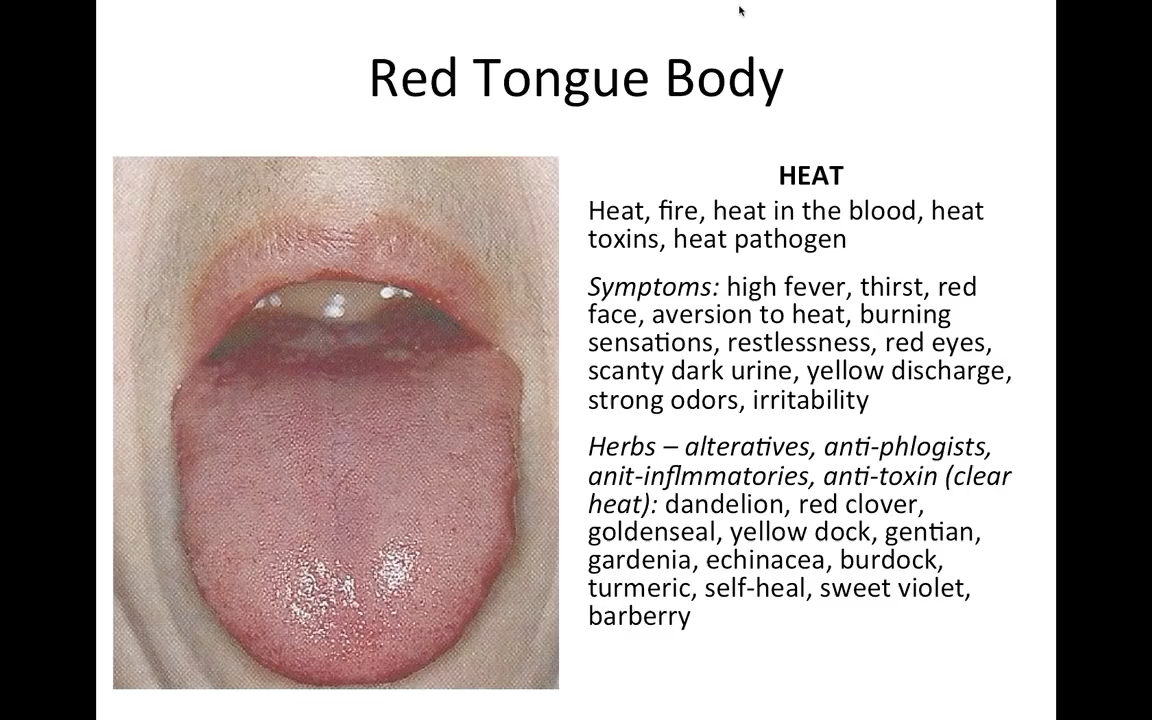 Red Tongue Body
HEAT
Heat, fire, heat in the blood, heat
toxins, heat pathogen
Symptoms: high fever, thirst, red
face, aversion to heat, burning
sensations, restlessness, red eyes,
scanty dark urine, yellow discharge,
strong odors, irritability
Herbs – alteratives, anti-phlogists,
anit-inflmmatories, anti-toxin (clear
heat): dandelion, red clover,
goldenseal, yellow dock, gentian,
gardenia, echinacea, burdock,
turmeric, self-heal, sweet violet,
barberry